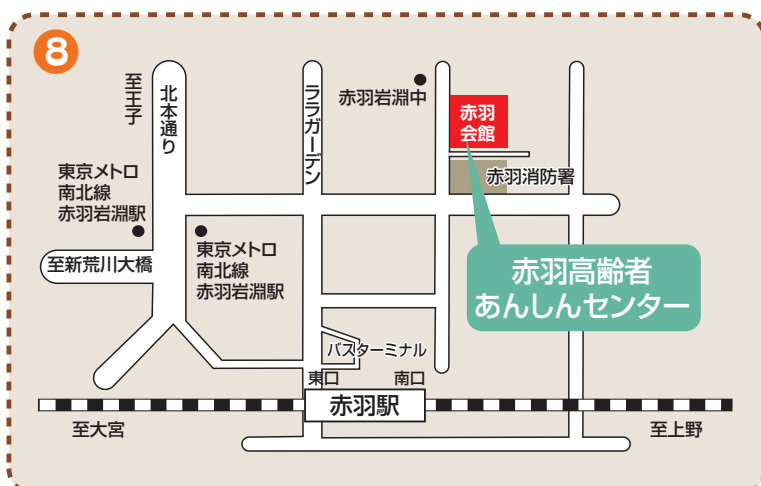 8
至王子
北本通り
ララガーデン
赤羽岩淵中
赤羽
会館
東京メトロ
南北線
赤羽岩淵駅
赤羽消防署
至新荒川大橋
東京メトロ
南北線
赤羽岩淵駅
赤羽高齢者
あんしんセンター
バスターミナル
東口
南口
赤羽駅
至大宮
至上野